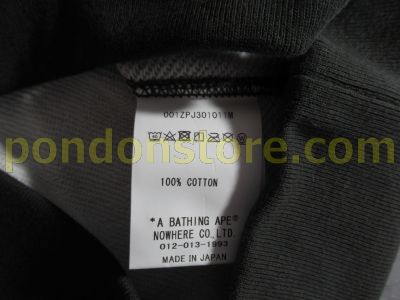 001ZPJ301011M
pondonstore.com
100% COTTON
*A BATHING APE®
NOWHERE CO.,LTD.
012-013-1993
MADE IN JAPAN